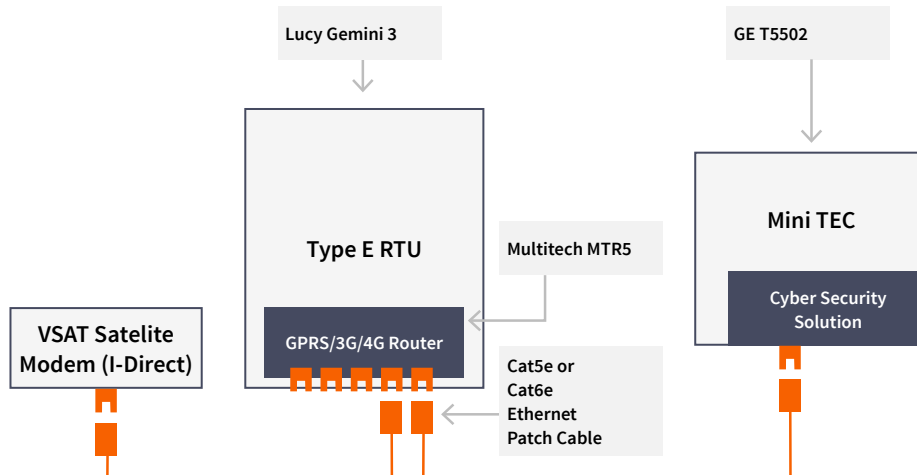 Lucy Gemini 3
GE T5502
Type E RTU
Multitech MTR5
Mini TEC
GPRS/3G/4G Router
Cyber Security
Solution
VSAT Satelite
Modem (I-Direct)
Cat5e or
Cat6e
Ethernet
Patch Cable